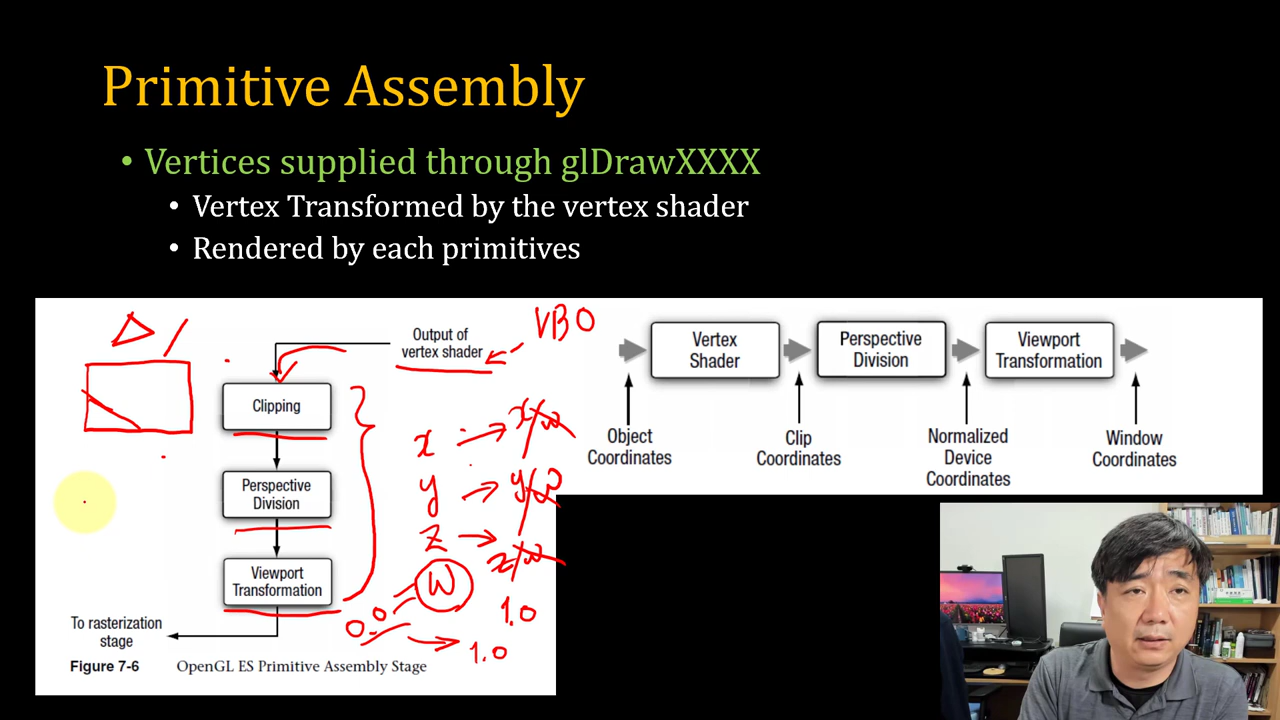 Primitive Assembly
• Vertices supplied through glDrawXXXX
• Vertex Transformed by the vertex shader
• Rendered by each primitives
Output of
vertex shader
VBO
Clipping
Perspective
Division
Viewport
Transformation
To rasterization
stage
x → x/w
y → y/w
z → z/w
W
1.0
0.0
1.0
Figure 7-6 OpenGL ES Primitive Assembly Stage
Vertex
Shader
Perspective
Division
Viewport
Transformation
Object
Coordinates
Clip
Coordinates
Normalized
Device
Coordinates
Window
Coordinates